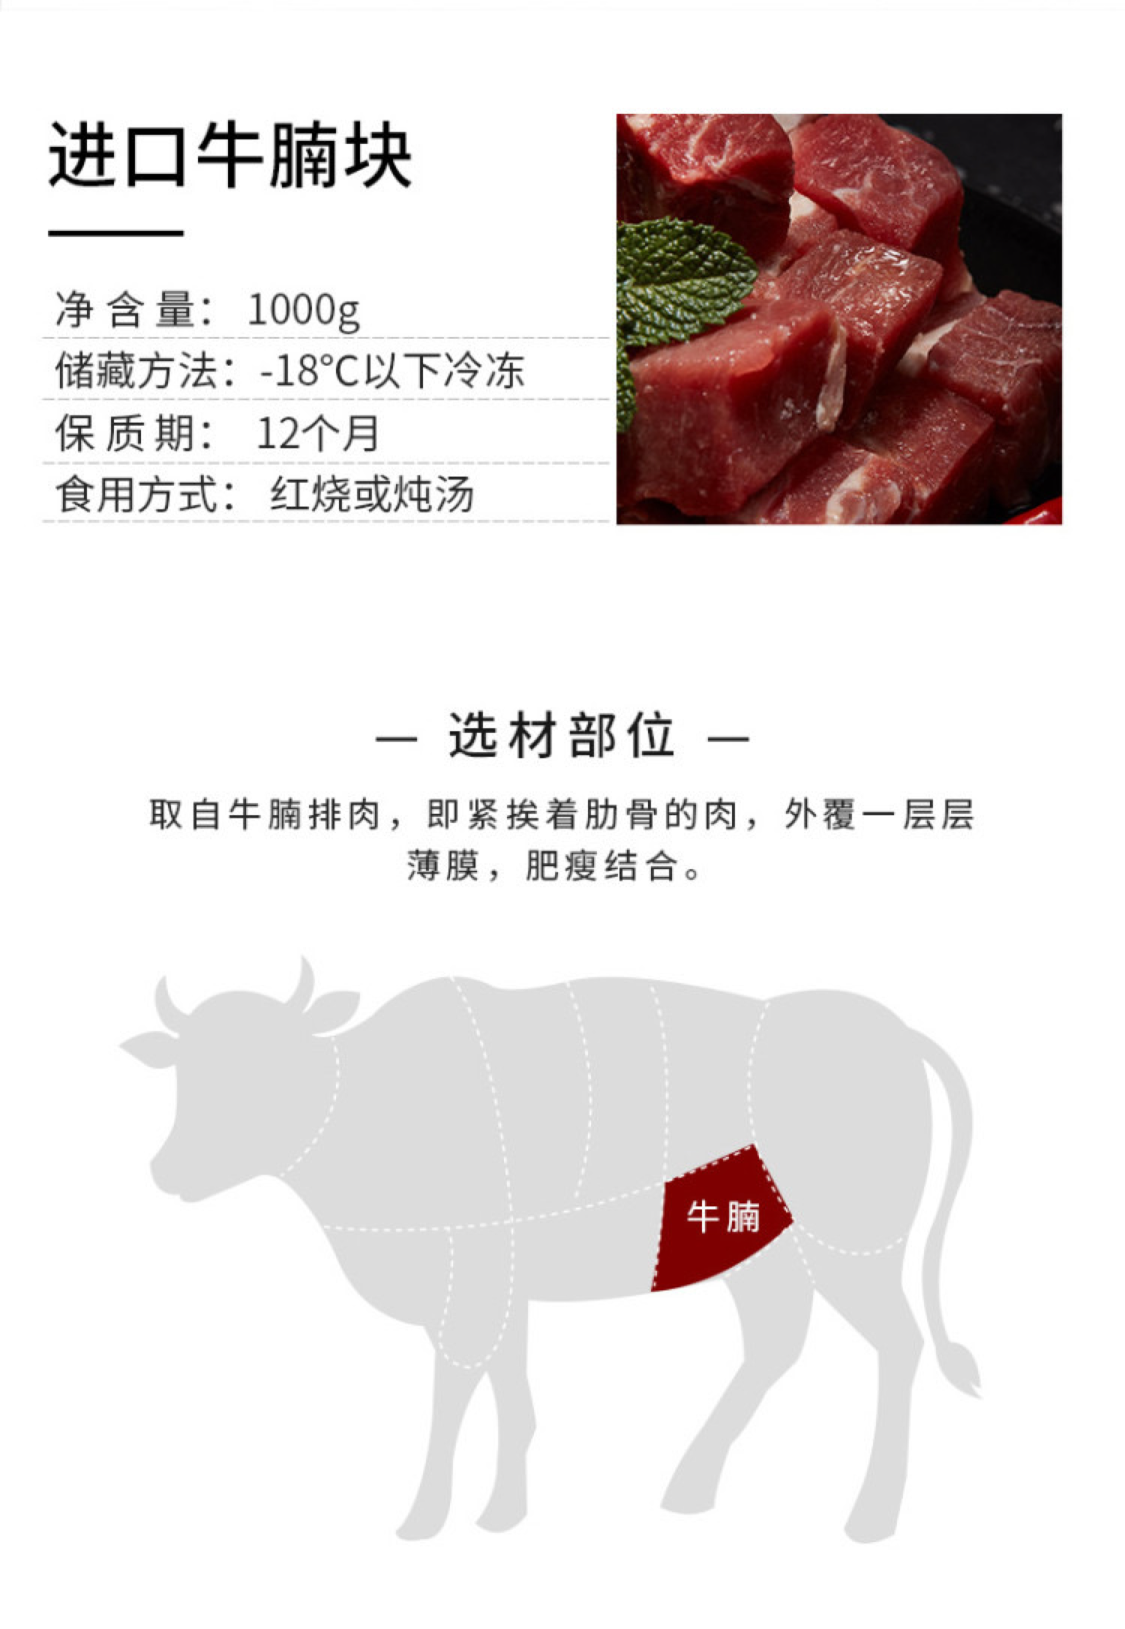 进口牛腩块
净含量： 1000g
储藏方法：-18℃以下冷冻
保质期： 12个月
食用方式： 红烧或炖汤
— 选材部位 —
取自牛腩排肉，即紧挨着肋骨的肉，外覆一层层
薄膜，肥瘦结合。
牛腩